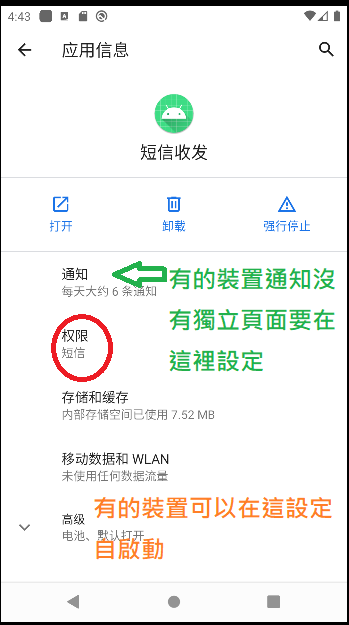 4:43
应用信息
短信收发
打开
卸载
强行停止
通知
每天大约 6 条通知
有的裝置通知沒
有獨立頁面要在
這裡設定
权限
短信
存储和缓存
内部存储空间已使用 7.52 MB
移动数据和 WLAN
未使用任何数据流量
高级
电池、默认打开
有的裝置可以在這設定
目啟動